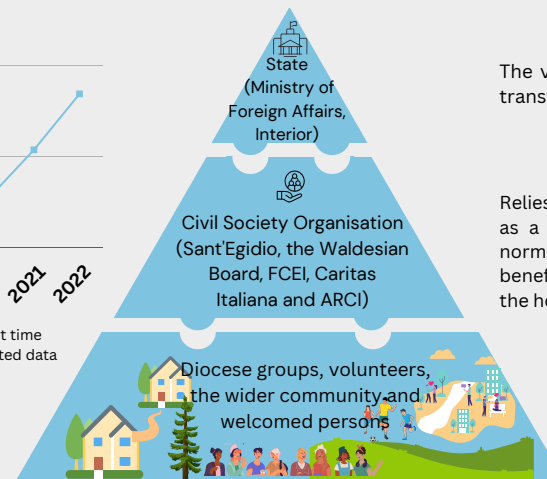 State
(Ministry of
Foreign Affairs,
Interior)
Civil Society Organisation
(Sant'Egidio, the Waldesian
Board, FCEI, Caritas
Italiana and ARCI)
Diocese groups, volunteers,
the wider community and
welcomed persons
2021
2022
t time
ted data
The v
transf
Relies
as a
norm
benef
the ho